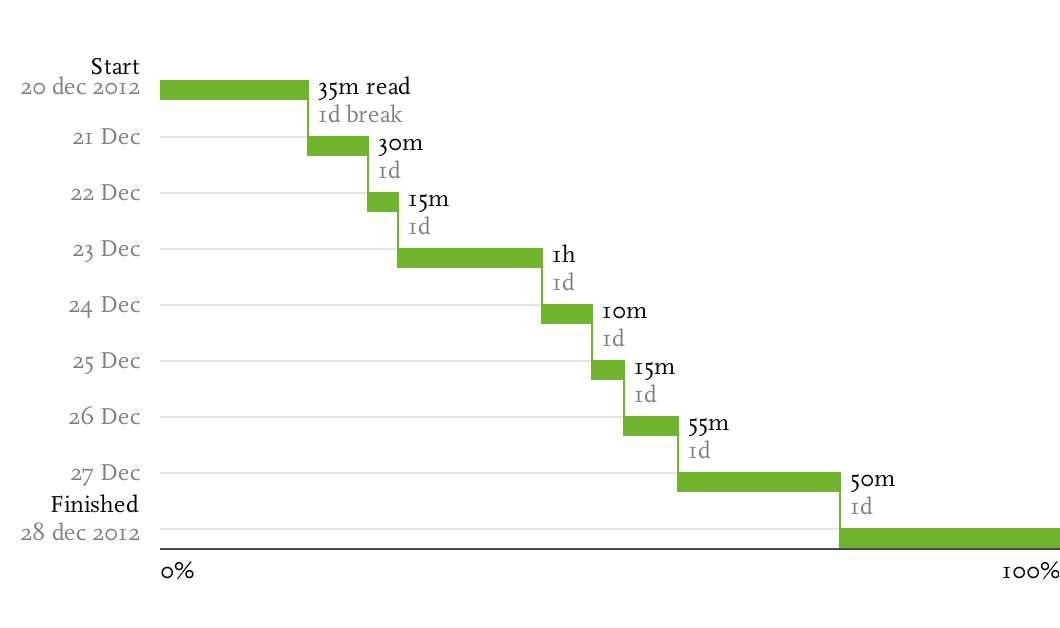 Start
20 dec 2012
35m read
1d break
21 Dec
30m
1d
22 Dec
15m
1d
23 Dec
1h
1d
24 Dec
10m
1d
25 Dec
15m
1d
26 Dec
55m
1d
27 Dec
50m
1d
Finished
28 dec 2012
0%
100%